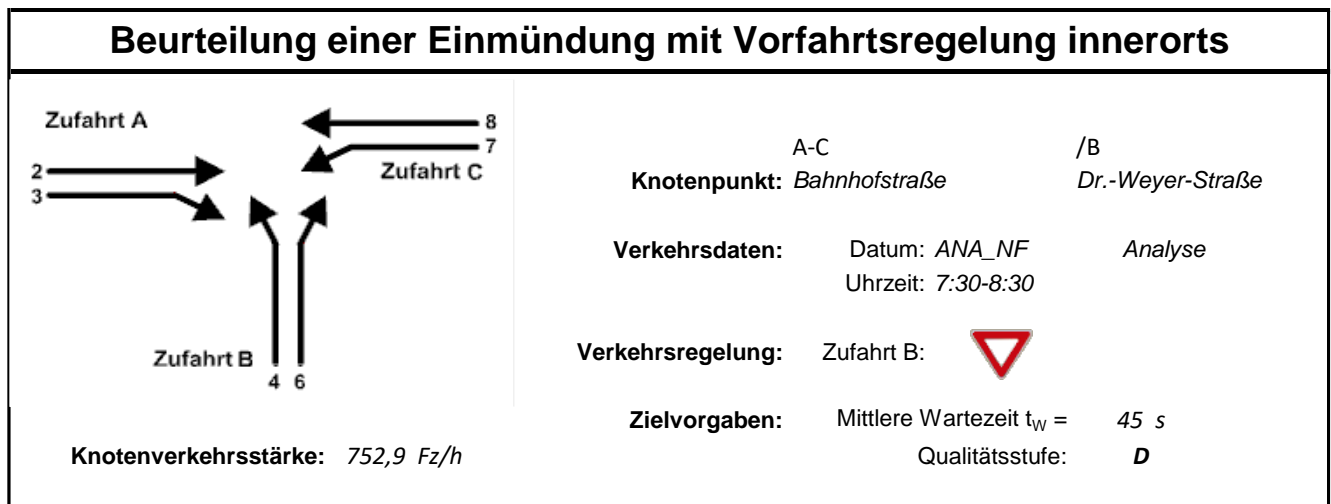 Beurteilung einer Einmündung mit Vorfahrtsregelung innerorts
Zufahrt A
8
7
2
Zufahrt C
3
Zufahrt B
4 6
Knotenverkehrsstärke: 752,9 Fz/h
A-C /B
Knotenpunkt: Bahnhofstraße Dr.-Weyer-Straße
Verkehrsdaten: Datum: ANA_NF Analyse
Uhrzeit: 7:30-8:30
Verkehrsregelung: Zufahrt B:
Zielvorgaben: Mittlere Wartezeit tW = 45 s
Qualitätsstufe: D